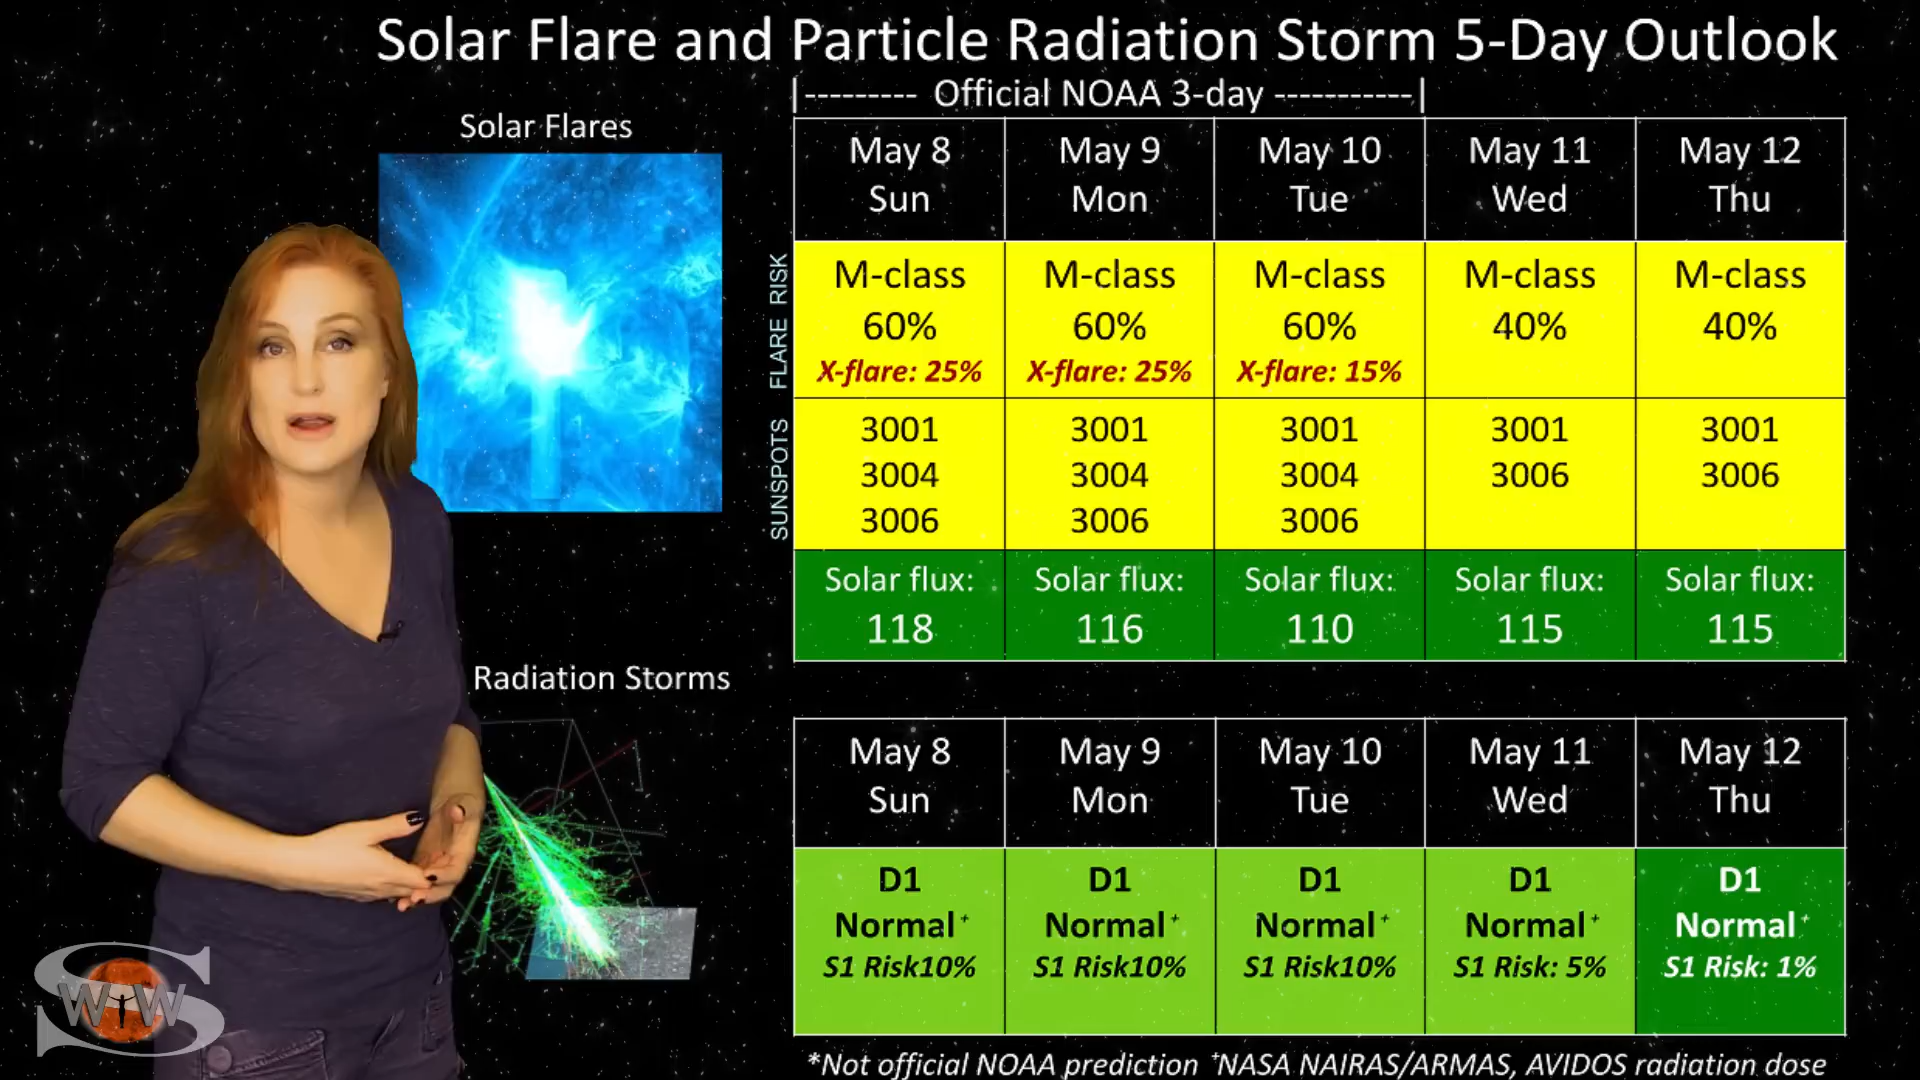 Solar Flare and Particle Radiation Storm 5-Day Outlook
|--------- Official NOAA 3-day -----------|
Solar Flares
May 8 May 9 May 10 May 11 May 12
Sun Mon Tue Wed Thu
FLARE RISK
M-class M-class M-class M-class M-class
60% 60% 60% 40% 40%
X-flare: 25% X-flare: 25% X-flare: 15%
SUNSPOTS
3001 3001 3001 3001 3001
3004 3004 3004 3006 3006
3006 3006 3006
Solar flux: Solar flux: Solar flux: Solar flux: Solar flux:
118 116 110 115 115
Radiation Storms
May 8 May 9 May 10 May 11 May 12
Sun Mon Tue Wed Thu
D1 D1 D1 D1 D1
Normal+ Normal+ Normal+ Normal+ Normal+
S1 Risk10% S1 Risk10% S1 Risk10% S1 Risk: 5% S1 Risk: 1%
*Not official NOAA prediction +NASA NAIRAS/ARMAS, AVIDOS radiation dose
S
WTW